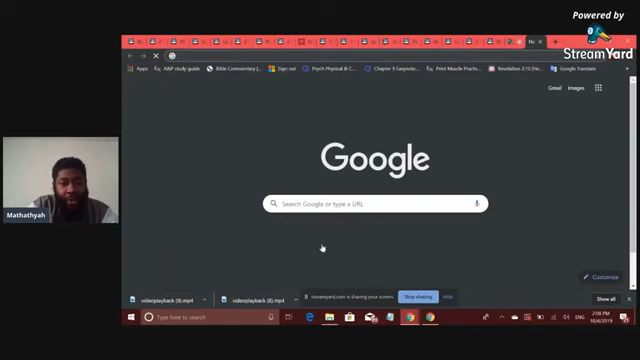 Powered by
StreamYard
Apps
A&P study guide
Bible Commentary |
Sign out
Psych Physical & C
Chapter 9 Easynote
Print Muscle Practic
Revelation 2:10 (Ne
Google Translate
Gmail
Images
Google
Search Google or type a URL
Mathathyah
Customize
videoplayback (9).mp4
videoplayback (8).mp4
streamyard.com is sharing your screen.
Stop sharing
Hide
Show all
Type here to search
2:08 PM
10/4/2019